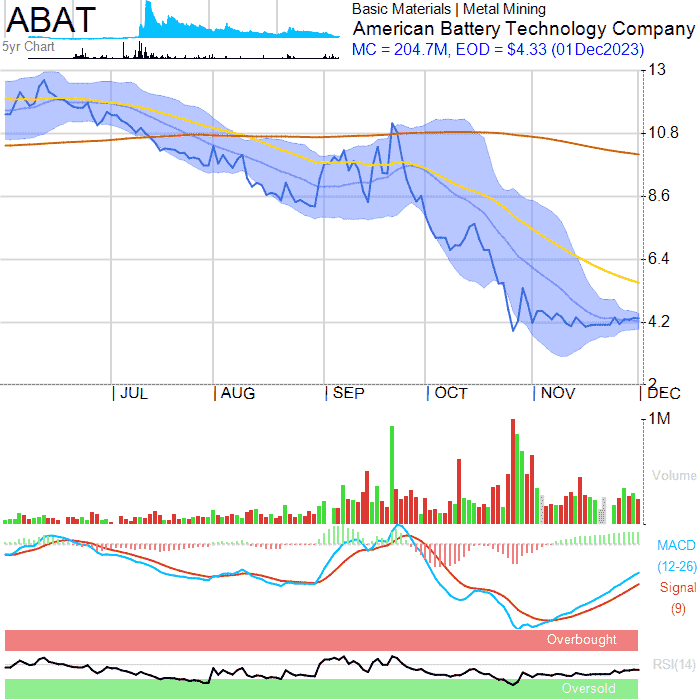 ABAT
5yr Chart
Basic Materials | Metal Mining
American Battery Technology Company
MC = 204.7M, EOD = $4.33 (01Dec2023)
13
10.8
8.6
6.4
4.2
2
JUL AUG SEP OCT NOV DEC
1M
Volume
MACD
(12-26)
Signal
(9)
Overbought
RSI(14)
Oversold